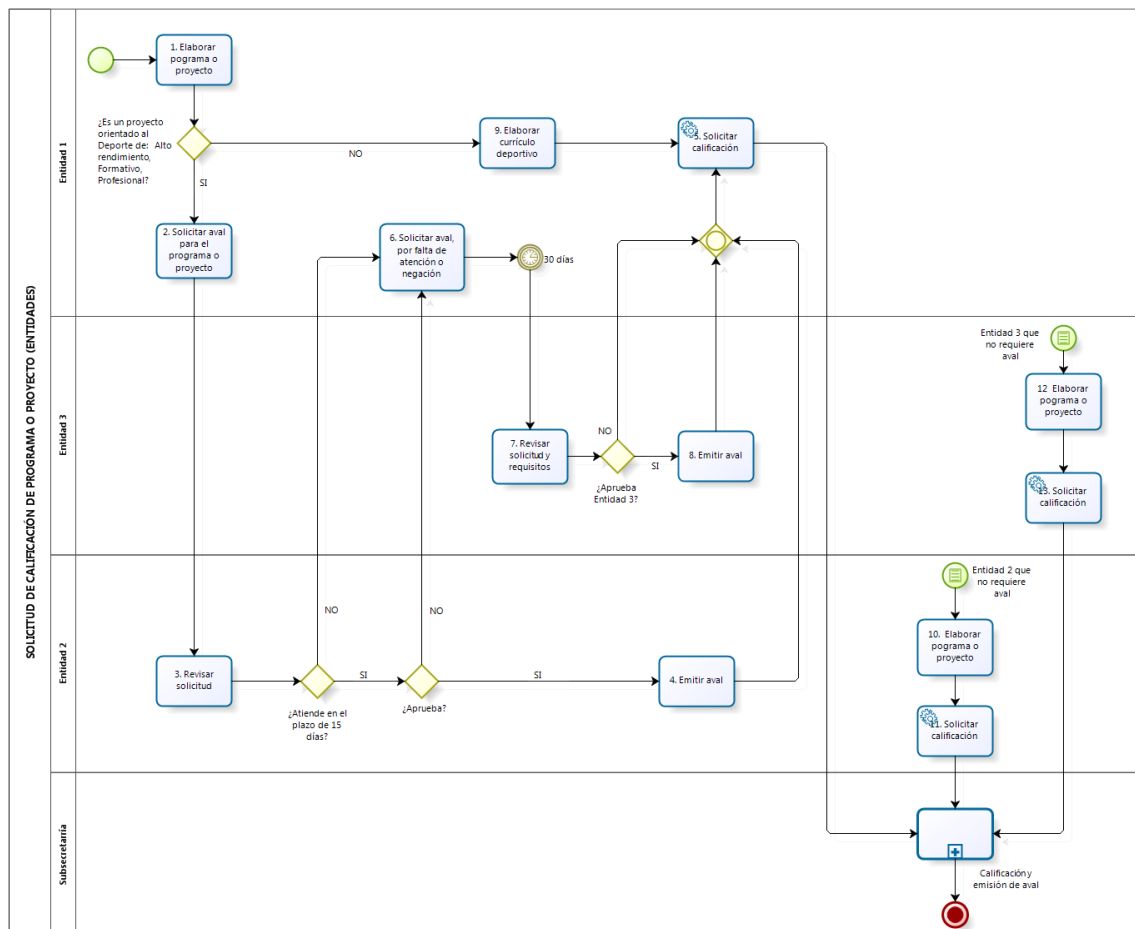 SOLICITUD DE CALIFICACIÓN DE PROGRAMA O PROYECTO (ENTIDADES)
Entidad 1
1. Elaborar
pograma o
proyecto
¿Es un proyecto
orientado al
Deporte de: Alto
rendimiento,
Formativo,
Profesional?
NO
SI
9. Elaborar
currículo
deportivo
5. Solicitar
calificación
2. Solicitar aval
para el
programa o
proyecto
6. Solicitar aval,
por falta de
atención o
negación
30 días
Entidad 3
Entidad 3 que
no requiere
aval
12 Elaborar
pograma o
proyecto
7. Revisar
solicitud y
requisitos
NO
SI
¿Aprueba
Entidad 3?
8. Emitir aval
13. Solicitar
calificación
Entidad 2
Entidad 2 que
no requiere
aval
NO
NO
10. Elaborar
pograma o
proyecto
3. Revisar
solicitud
SI
SI
¿Atiende en el
plazo de 15
días?
¿Aprueba?
4. Emitir aval
11. Solicitar
calificación
Subsecretarría
Calificación y
emisión de aval